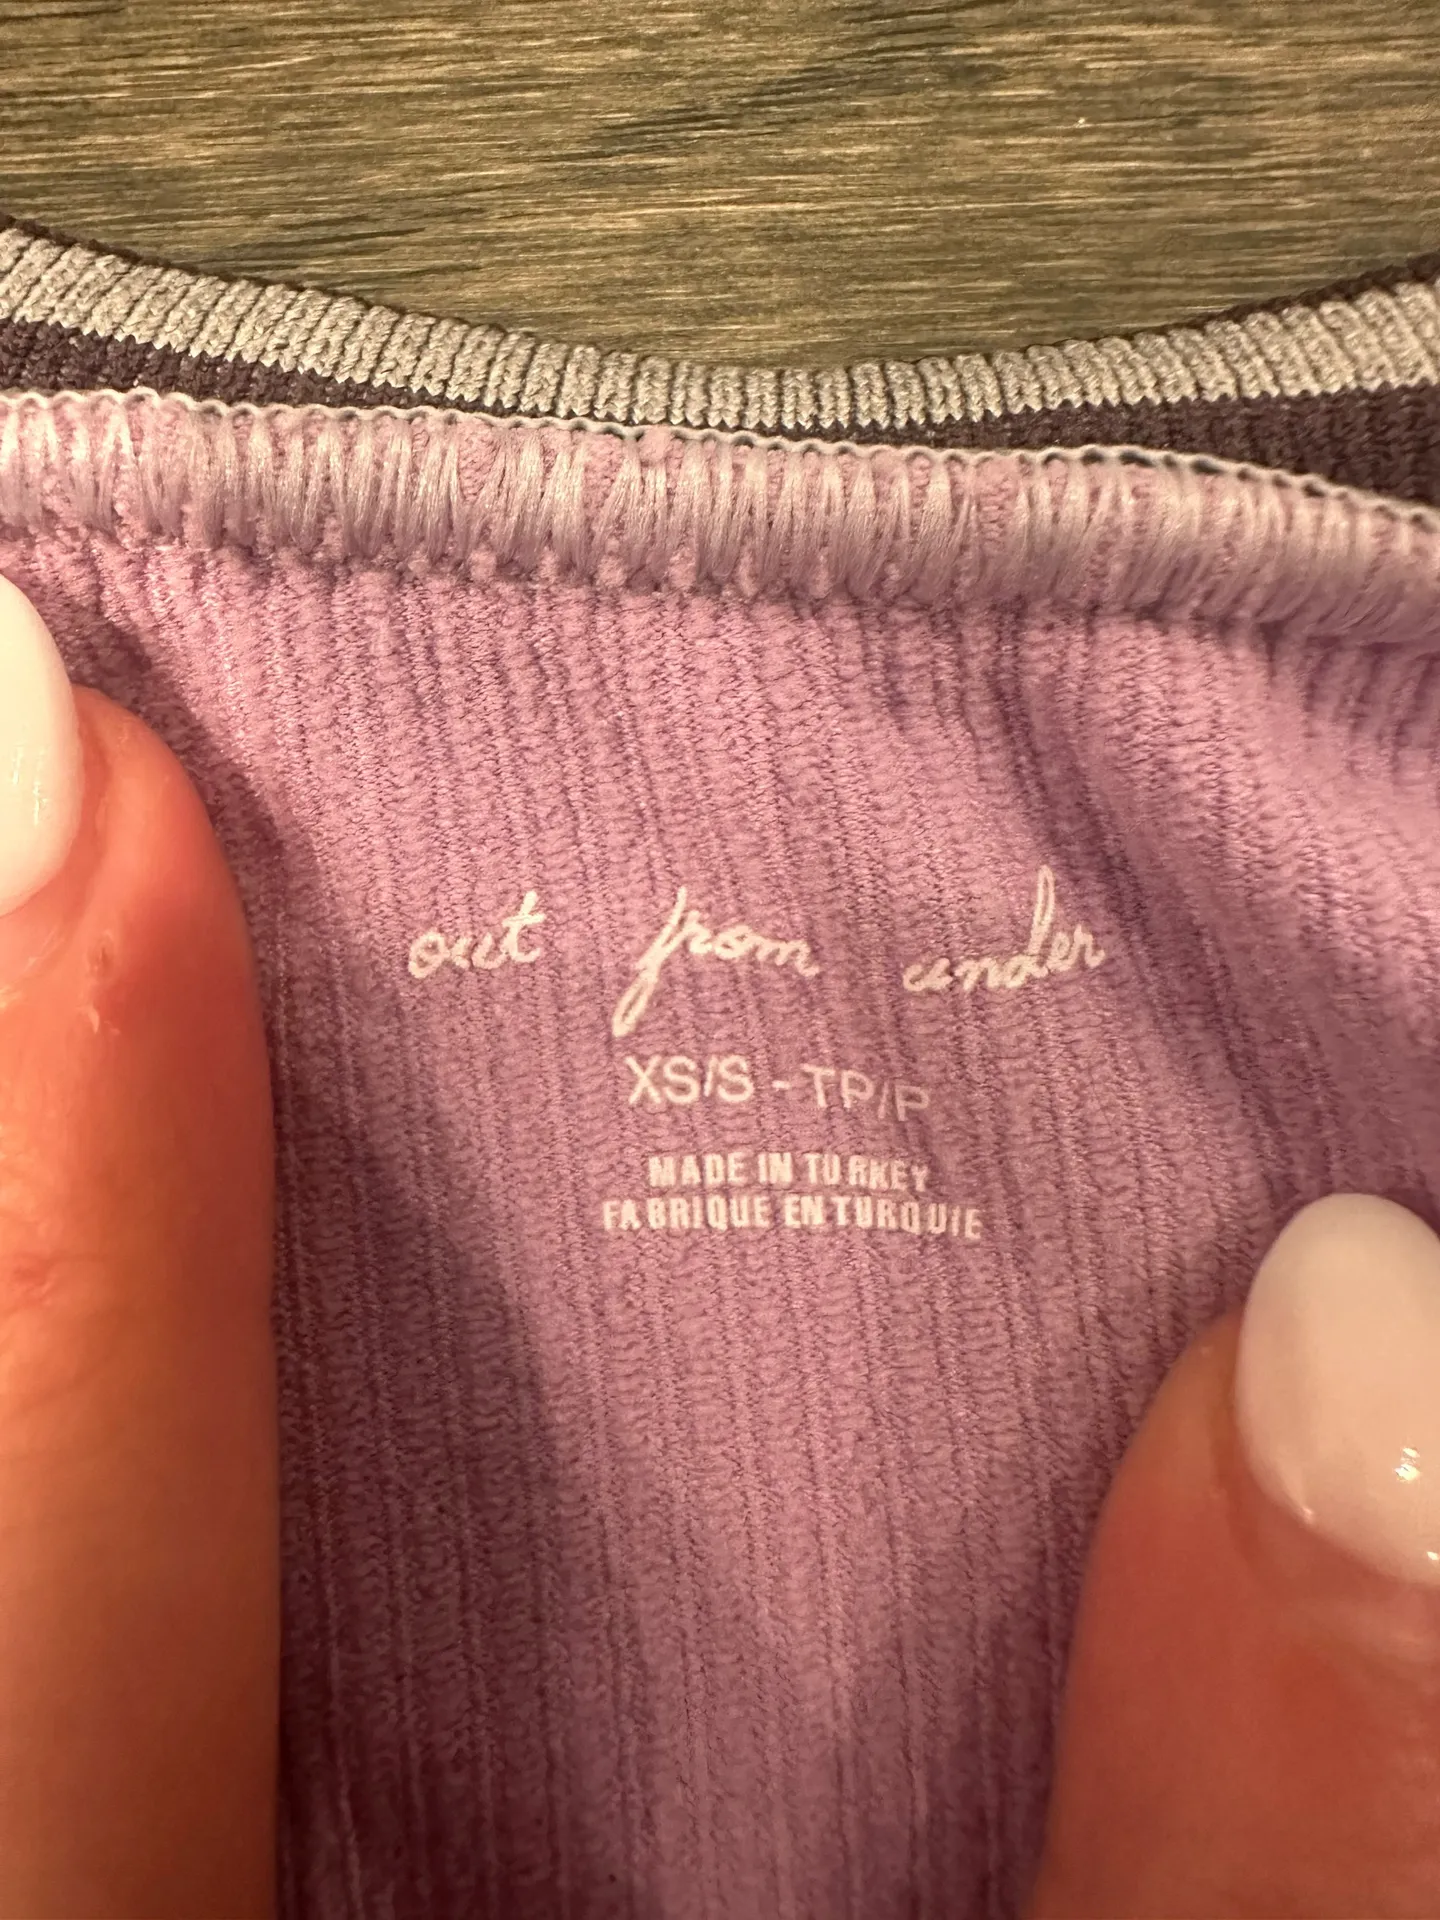 out from under
XS/S - TP/P
MADE IN TURKEY
FABRIQUE EN TURQUIE